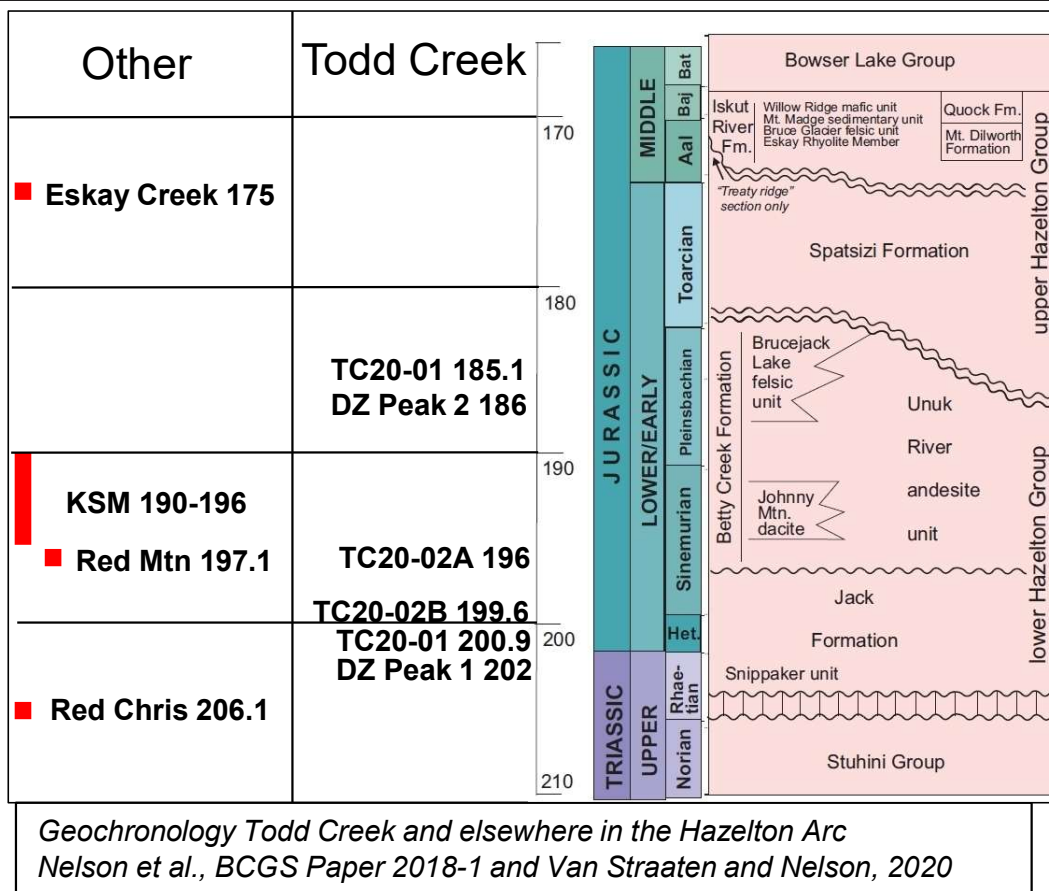 Other
Todd Creek
Eskay Creek 175
TC20-01 185.1
DZ Peak 2 186
KSM 190-196
Red Mtn 197.1
TC20-02A 196
TC20-02B 199.6
TC20-01 200.9
DZ Peak 1 202
Red Chris 206.1
170
180
190
200
210
JURASSIC
TRIASSIC
MIDDLE
LOWER/EARLY
UPPER
Bat
Baj
Aal
Toarcian
Pleinsbachian
Sinemurian
Het.
Rhae-
tian
Norian
Bowser Lake Group
Iskut
River
Fm.
Willow Ridge mafic unit
Mt. Madge sedimentary unit
Bruce Glacier felsic unit
Eskay Rhyolite Member
Quock Fm.
Mt. Dilworth
Formation
"Treaty ridge"
section only
Spatsizi Formation
upper Hazelton Group
Betty Creek Formation
Brucejack
Lake
felsic
unit
Unuk
River
andesite
unit
Johnny
Mtn.
dacite
lower Hazelton Group
Jack
Formation
Snippaker unit
Stuhini Group
Geochronology Todd Creek and elsewhere in the Hazelton Arc
Nelson et al., BCGS Paper 2018-1 and Van Straaten and Nelson, 2020